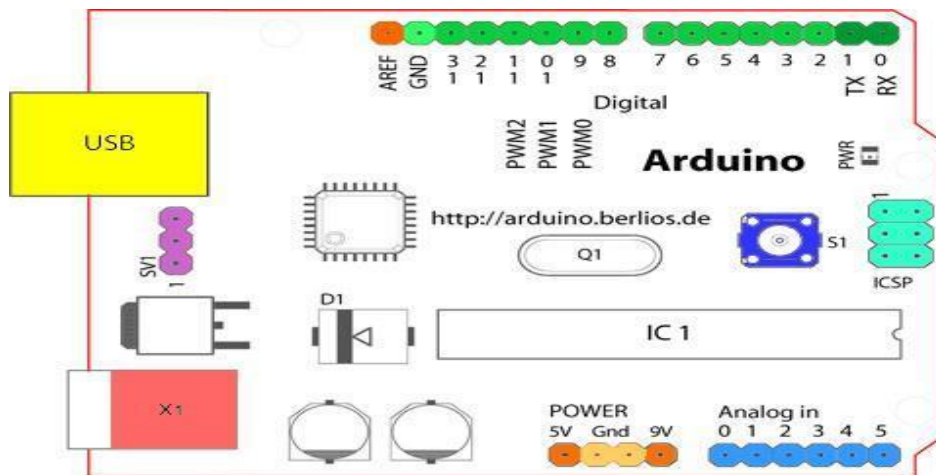 AREF
GND
13
12
11
10
9
8
7
6
5
4
3
2
1
0
TX
RX
Digital
PWM2
PWM1
PWM0
Arduino
PWR
USB
http://arduino.berlios.de
1
S1
ICSP
SV1
1
Q1
D1
IC 1
X1
POWER
5V Gnd 9V
Analog in
0 1 2 3 4 5